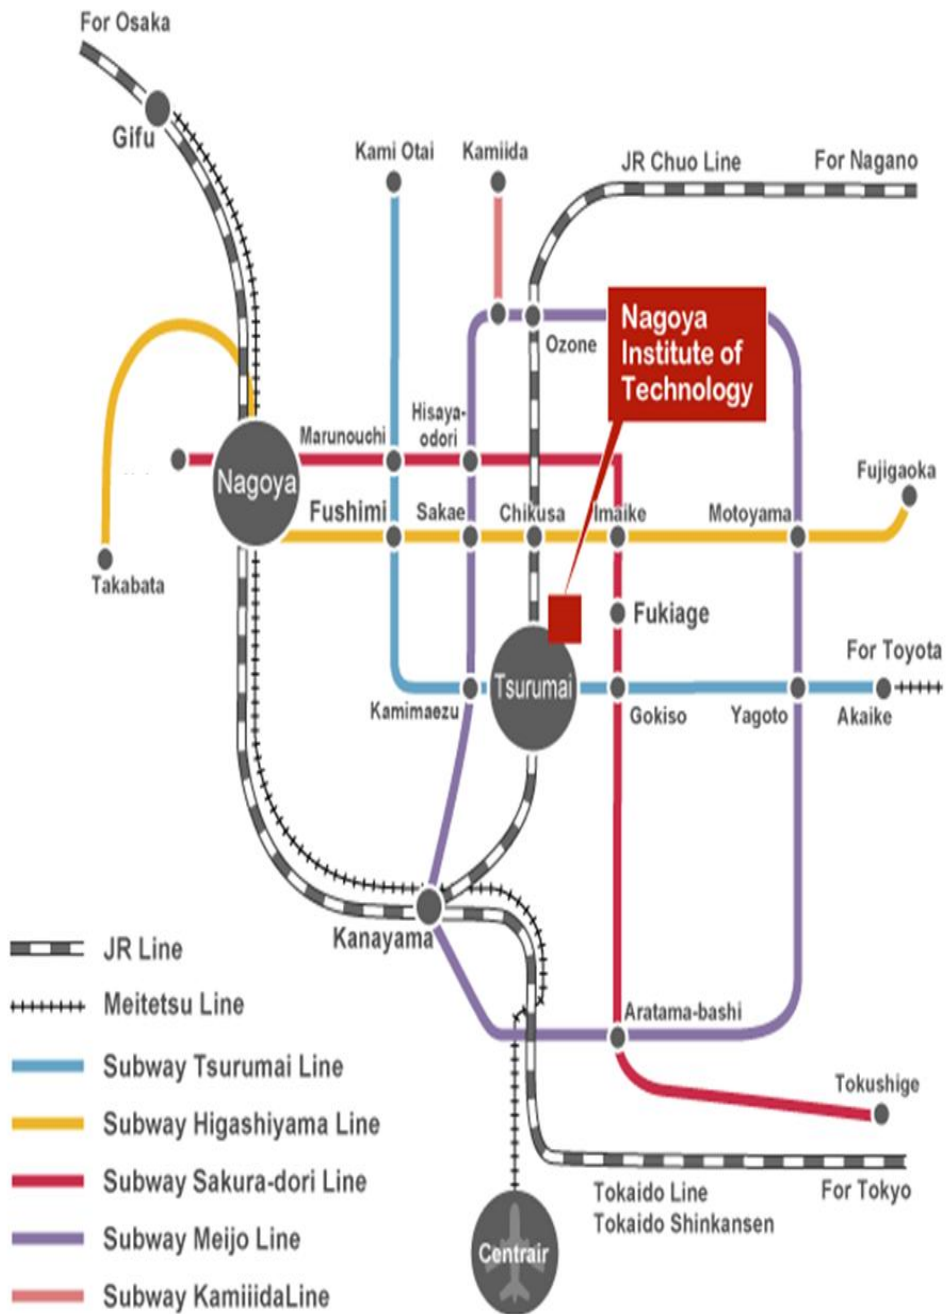 For Osaka
Gifu
Kami Otai
Kamiida
JR Chuo Line
For Nagano
Nagoya
Institute of
Technology
Ozone
Hisaya-
odori
Marunouchi
Nagoya
Fushimi
Sakae
Chikusa
Imaike
Motoyama
Fujigaoka
Takabata
Fukiage
For Toyota
Tsurumai
Kamimaezu
Gokiso
Yagoto
Akaike
Kanayama
JR Line
Meitetsu Line
Aratama-bashi
Subway Tsurumai Line
Tokushige
Subway Higashiyama Line
Subway Sakura-dori Line
Tokaido Line
Tokaido Shinkansen
For Tokyo
Subway Meijo Line
Centrair
Subway KamiiidaLine